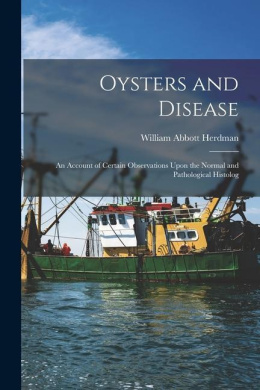 Oysters and
Disease
William Abbott Herdman
An Account of Certain Observations Upon the Normal and
Pathological Histolog